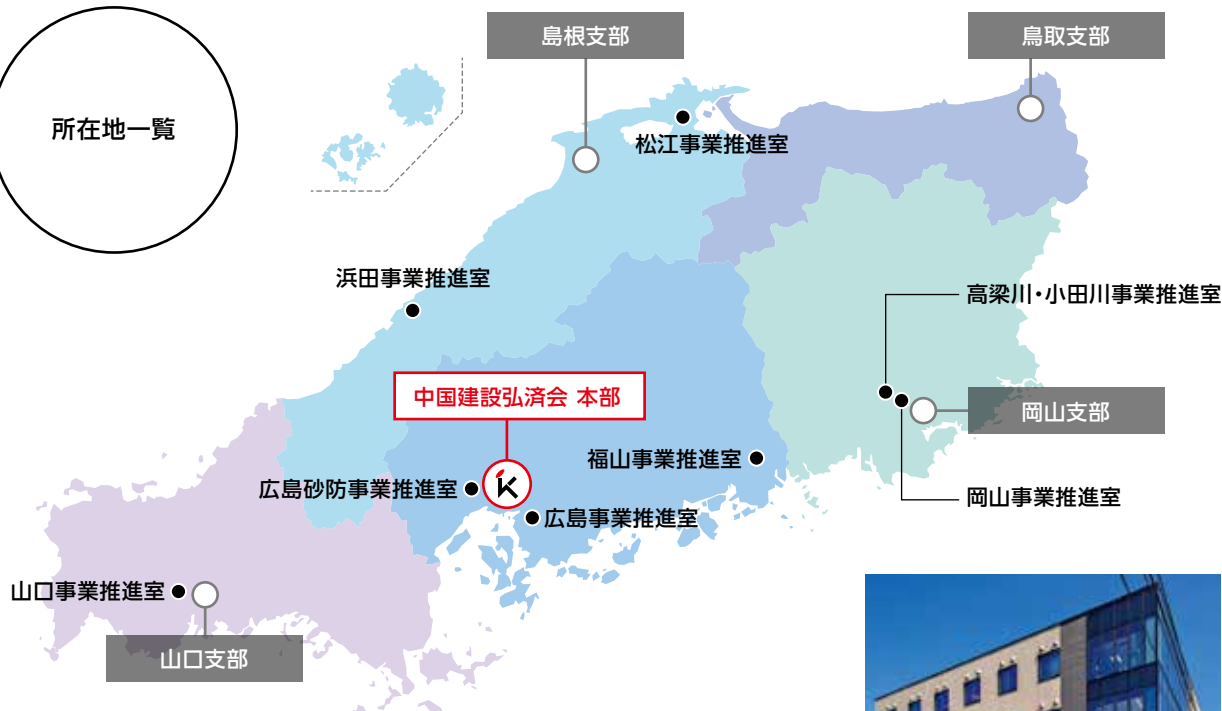 所在地一覧
島根支部
鳥取支部
松江事業推進室
浜田事業推進室
高梁川・小田川事業推進室
中国建設弘済会 本部
岡山支部
福山事業推進室
広島砂防事業推進室
岡山事業推進室
広島事業推進室
山口事業推進室
山口支部